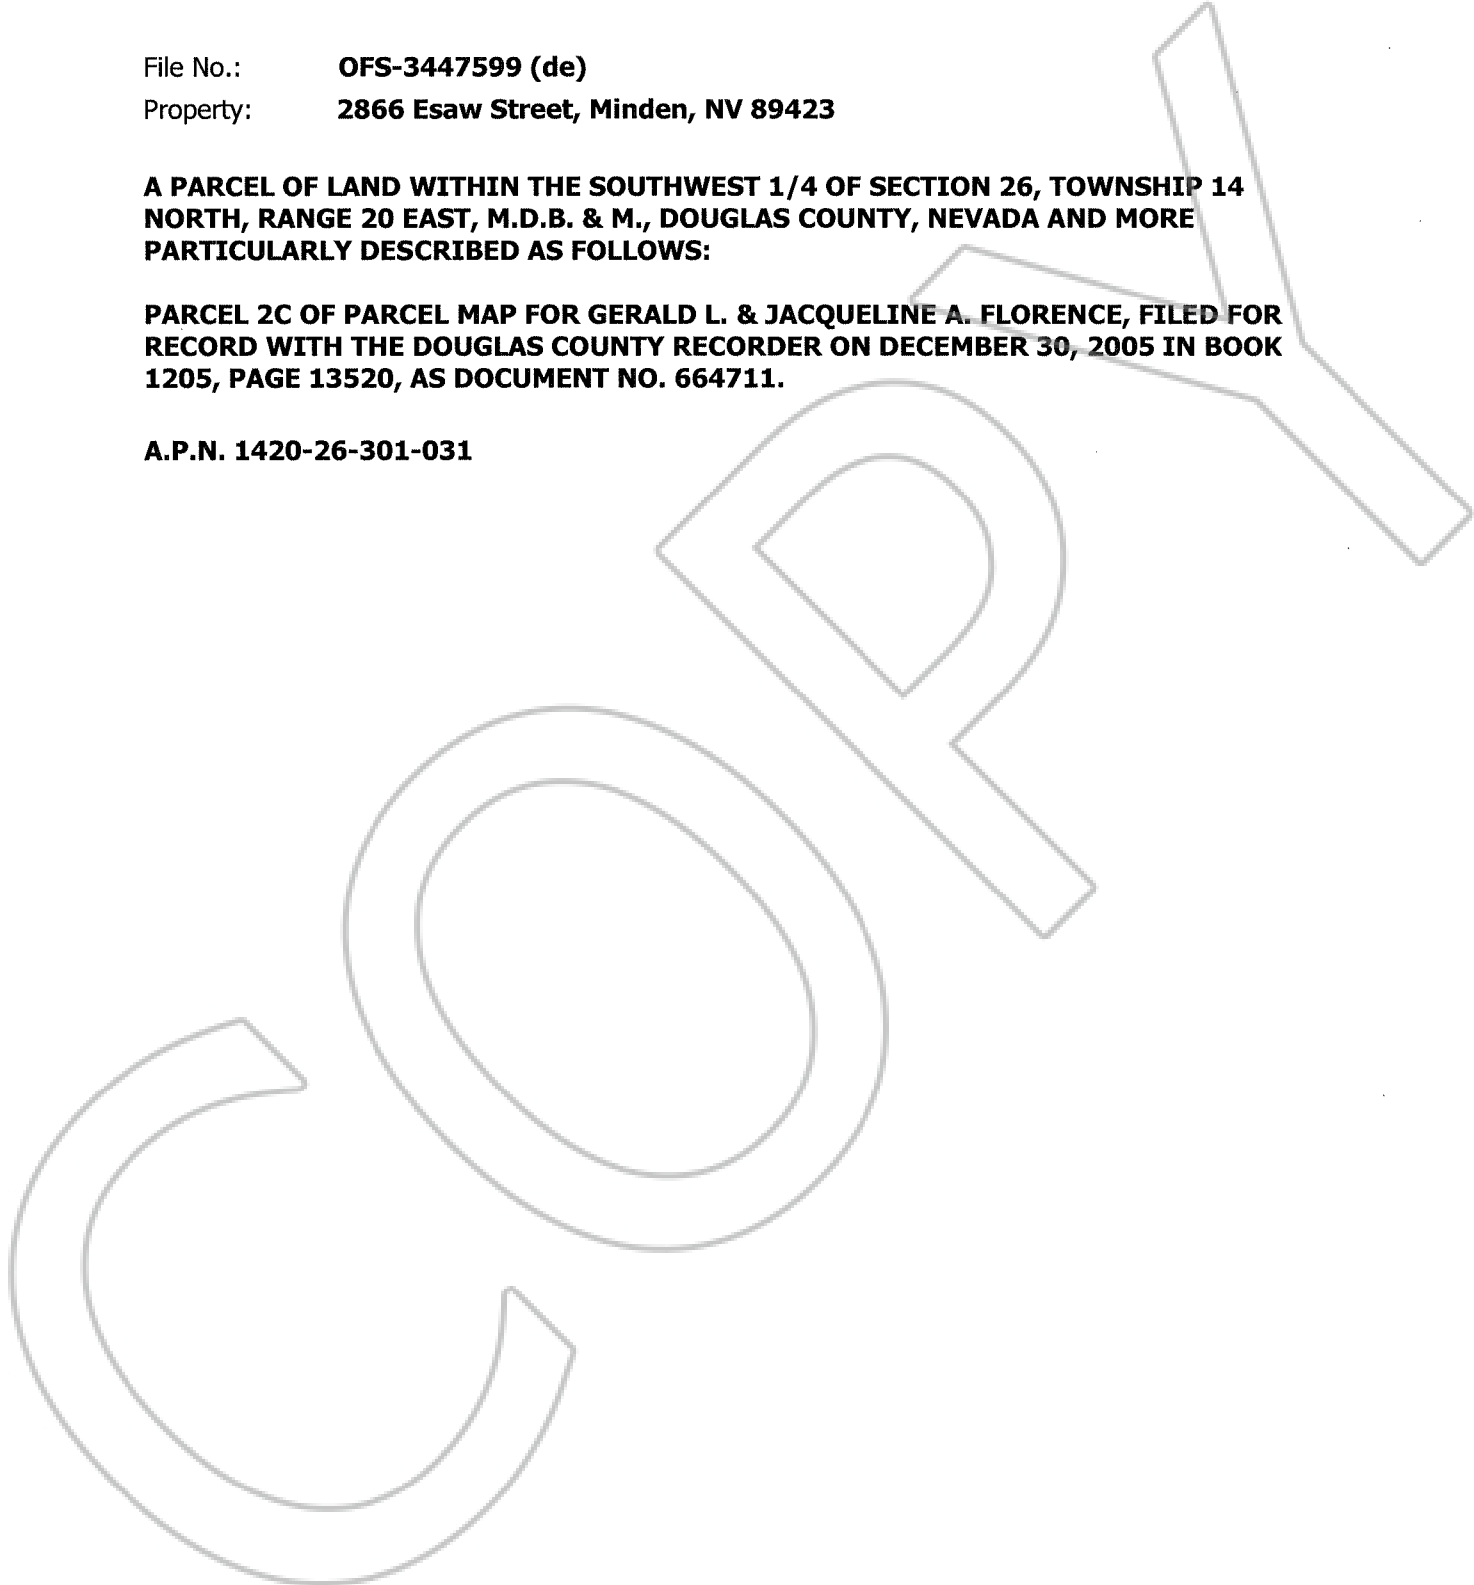 File No.: OFS-3447599 (de)
Property: 2866 Esaw Street, Minden, NV 89423
A PARCEL OF LAND WITHIN THE SOUTHWEST 1/4 OF SECTION 26, TOWNSHIP 14
NORTH, RANGE 20 EAST, M.D.B. & M., DOUGLAS COUNTY, NEVADA AND MORE
PARTICULARLY DESCRIBED AS FOLLOWS:
PARCEL 2C OF PARCEL MAP FOR GERALD L. & JACQUELINE A. FLORENCE, FILED FOR
RECORD WITH THE DOUGLAS COUNTY RECORDER ON DECEMBER 30, 2005 IN BOOK
1205, PAGE 13520, AS DOCUMENT NO. 664711.
A.P.N. 1420-26-301-031
COPY